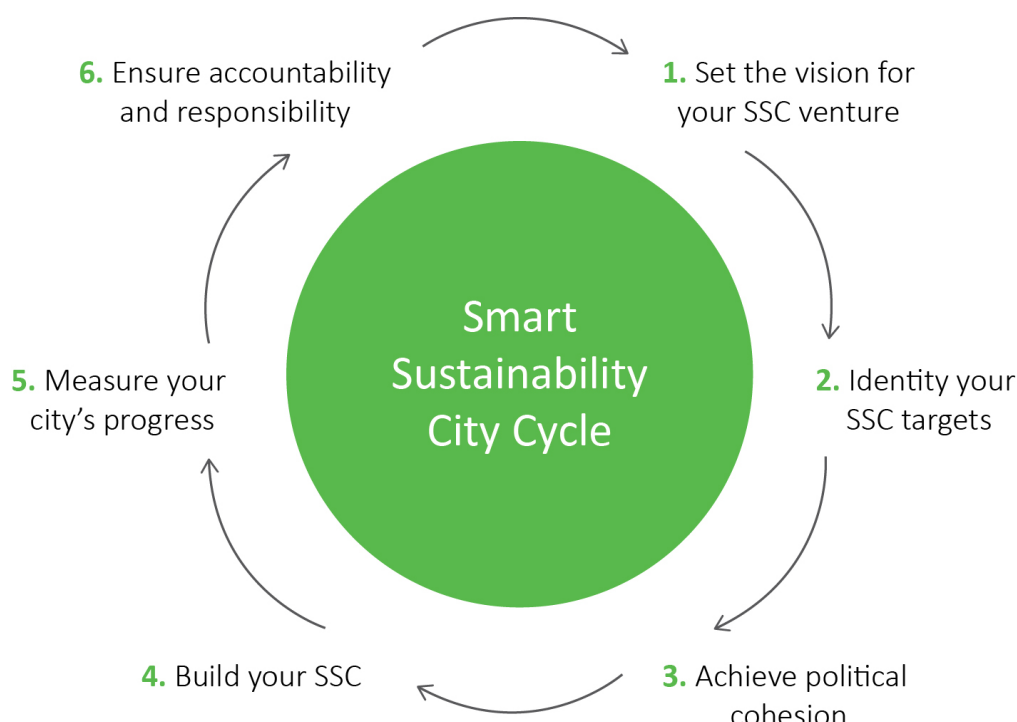 Smart
Sustainability
City Cycle
1. Set the vision for
your SSC venture
2. Identity your
SSC targets
3. Achieve political
cohesion
4. Build your SSC
5. Measure your
city’s progress
6. Ensure accountability
and responsibility